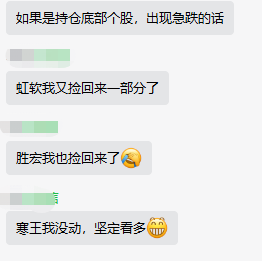 如果是持仓底部个股，出现急跌的话
虹软我又捡回来一部分了
胜宏我也捡回来了😂
寒王我没动，坚定看多😁